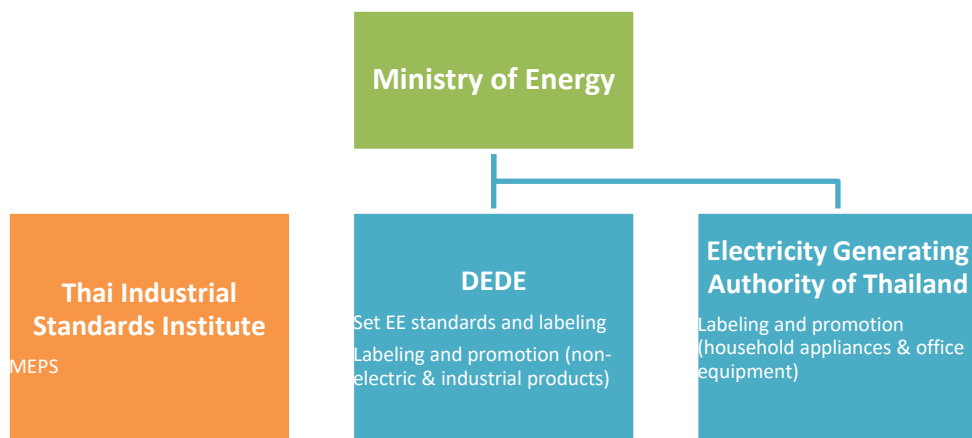 Ministry of Energy
Thai Industrial
Standards Institute
MEPS
DEDE
Set EE standards and labeling
Labeling and promotion (non-
electric & industrial products)
Electricity Generating
Authority of Thailand
Labeling and promotion
(household appliances & office
equipment)